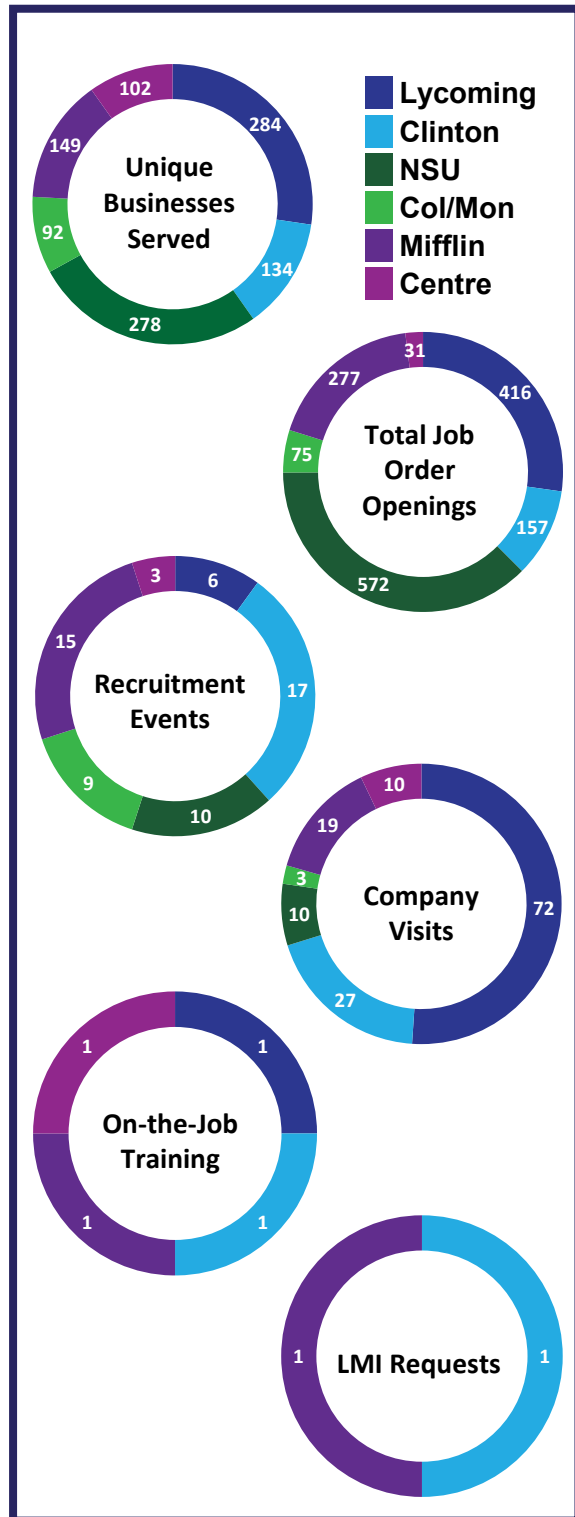 102
284
149
Unique
Businesses
Served
92
134
278
Lycoming
Clinton
NSU
Col/Mon
Mifflin
Centre
31
277
416
Total Job
Order
Openings
75
157
572
3
6
15
Recruitment
Events
17
9
10
10
19
3
Company
Visits
72
10
27
1
1
On-the-Job
Training
1
1
1
LMI Requests
1